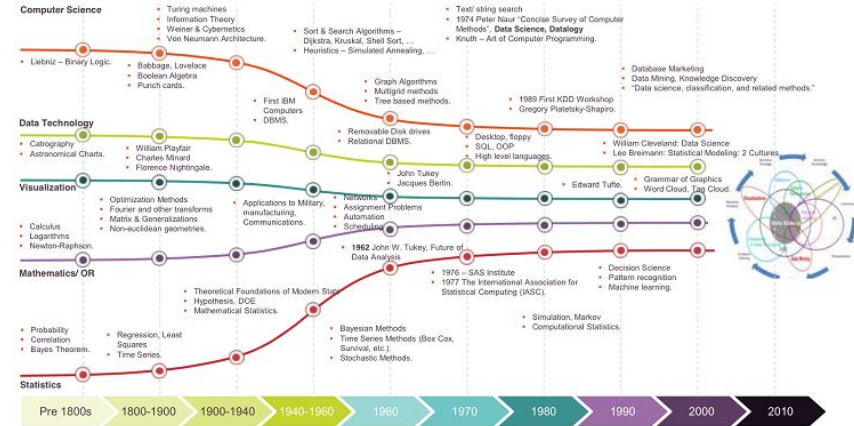 Computer Science
Turing machines
Information Theory
Weiner & Cybernetics
Von Neumann Architecture.
Sort & Search Algorithms –
Dijkstra, Kruskal, Shell Sort, ...
Heuristics – Simulated Annealing, ...
Text/ string search
1974 Peter Naur “Concise Survey of Computer
Methods”, Data Science, Datalogy
Knuth – Art of Computer Programming.
Liebniz – Binary Logic.
Babbage, Lovelace
Boolean Algebra
Punch cards.
First IBM
Computers
DBMS.
Graph Algorithms
Multigrid methods
Tree based methods.
1989 First KDD Workshop
Gregory Platetsky-Shapiro.
Database Marketing
Data Mining, Knowledge Discovery
“Data science, classification, and related methods.”
Data Technology
Catrography
Astronomical Charts.
William Playfair
Charles Minard
Florence Nightingale.
Removable Disk drives
Relational DBMS.
Desktop, floppy
SQL, OOP
High level languages.
William Cleveland: Data Science
Leo Breimann: Statistical Modeling: 2 Cultures
John Tukey
Jacques Bertin.
Edward Tufte.
Grammar of Graphics
Word Cloud, Tag Cloud.
Visualization
Calculus
Logarithms
Newton-Raphson.
Optimization Methods
Fourier and other transforms
Matrix & Generalizations
Non-euclidean geometries.
Applications to Military,
manufacturing,
Communications.
Networks
Assignment Problems
Automation
Scheduling
1962 John W. Tukey, Future of
Data Analysis
Mathematics/ OR
Theoretical Foundations of Modern Stats
Hypothesis, DOE
Mathematical Statistics.
1976 – SAS Institute
1977 The International Association for
Statistical Computing (IASC).
Decision Science
Pattern recognition
Machine learning.
Probability
Correlation
Bayes Theorem.
Regression, Least
Squares
Time Series.
Bayesian Methods
Time Series Methods (Box Cox,
Survival, etc.)
Stochastic Methods.
Simulation, Markov
Computational Statistics.
Statistics
Pre 1800s
1800-1900
1900-1940
1940-1960
1960
1970
1980
1990
2000
2010